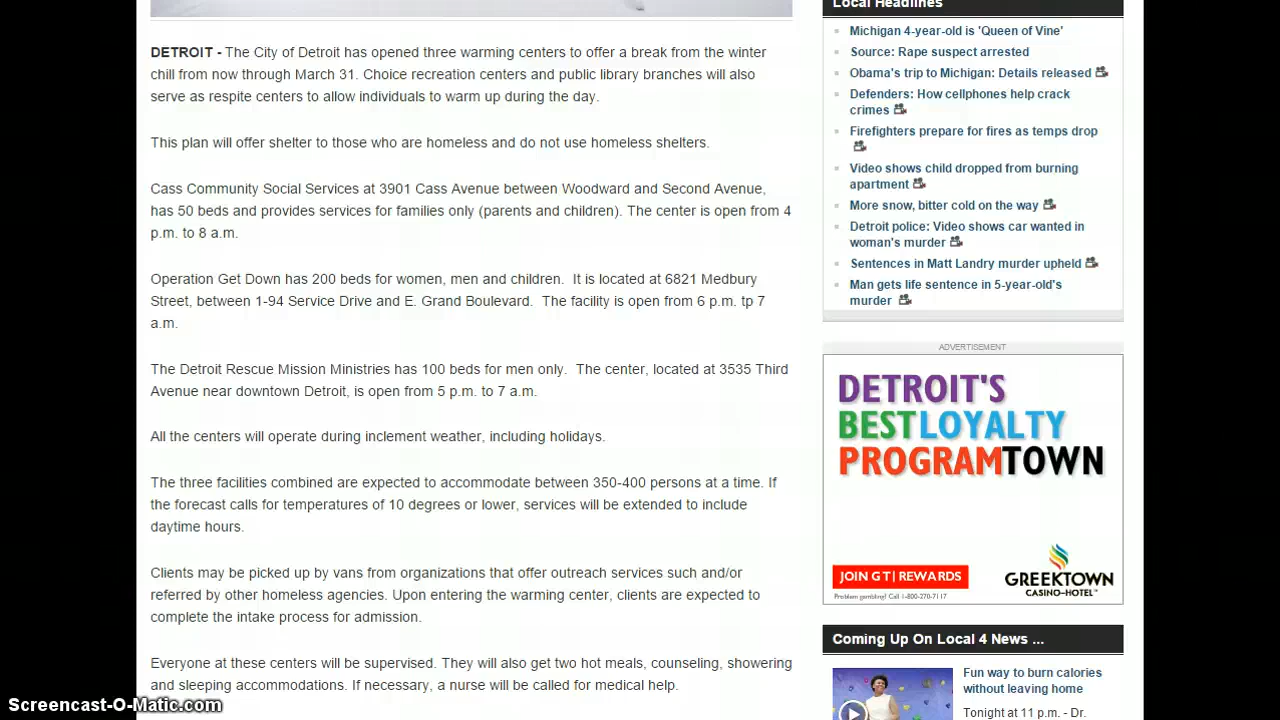 DETROIT - The City of Detroit has opened three warming centers to offer a break from the winter
chill from now through March 31. Choice recreation centers and public library branches will also
serve as respite centers to allow individuals to warm up during the day.
This plan will offer shelter to those who are homeless and do not use homeless shelters.
Cass Community Social Services at 3901 Cass Avenue between Woodward and Second Avenue,
has 50 beds and provides services for families only (parents and children). The center is open from 4
p.m. to 8 a.m.
Operation Get Down has 200 beds for women, men and children. It is located at 6821 Medbury
Street, between 1-94 Service Drive and E. Grand Boulevard. The facility is open from 6 p.m. tp 7
a.m.
The Detroit Rescue Mission Ministries has 100 beds for men only. The center, located at 3535 Third
Avenue near downtown Detroit, is open from 5 p.m. to 7 a.m.
All the centers will operate during inclement weather, including holidays.
The three facilities combined are expected to accommodate between 350-400 persons at a time. If
the forecast calls for temperatures of 10 degrees or lower, services will be extended to include
daytime hours.
Clients may be picked up by vans from organizations that offer outreach services such and/or
referred by other homeless agencies. Upon entering the warming center, clients are expected to
complete the intake process for admission.
Everyone at these centers will be supervised. They will also get two hot meals, counseling, showering
and sleeping accommodations. If necessary, a nurse will be called for medical help.
Local Headlines
Michigan 4-year-old is 'Queen of Vine'
Source: Rape suspect arrested
Obama's trip to Michigan: Details released
Defenders: How cellphones help crack
crimes
Firefighters prepare for fires as temps drop
Video shows child dropped from burning
apartment
More snow, bitter cold on the way
Detroit police: Video shows car wanted in
woman's murder
Sentences in Matt Landry murder upheld
Man gets life sentence in 5-year-old's
murder
ADVERTISEMENT
DETROIT'S
BESTLOYALTY
PROGRAMTOWN
JOIN GT|REWARDS
Problem gambling? Call 1-800-270-7117
GREEKTOWN
CASINO-HOTEL™
Coming Up On Local 4 News ...
Fun way to burn calories
without leaving home
Tonight at 11 p.m. - Dr.
Screencast-O-Matic.com